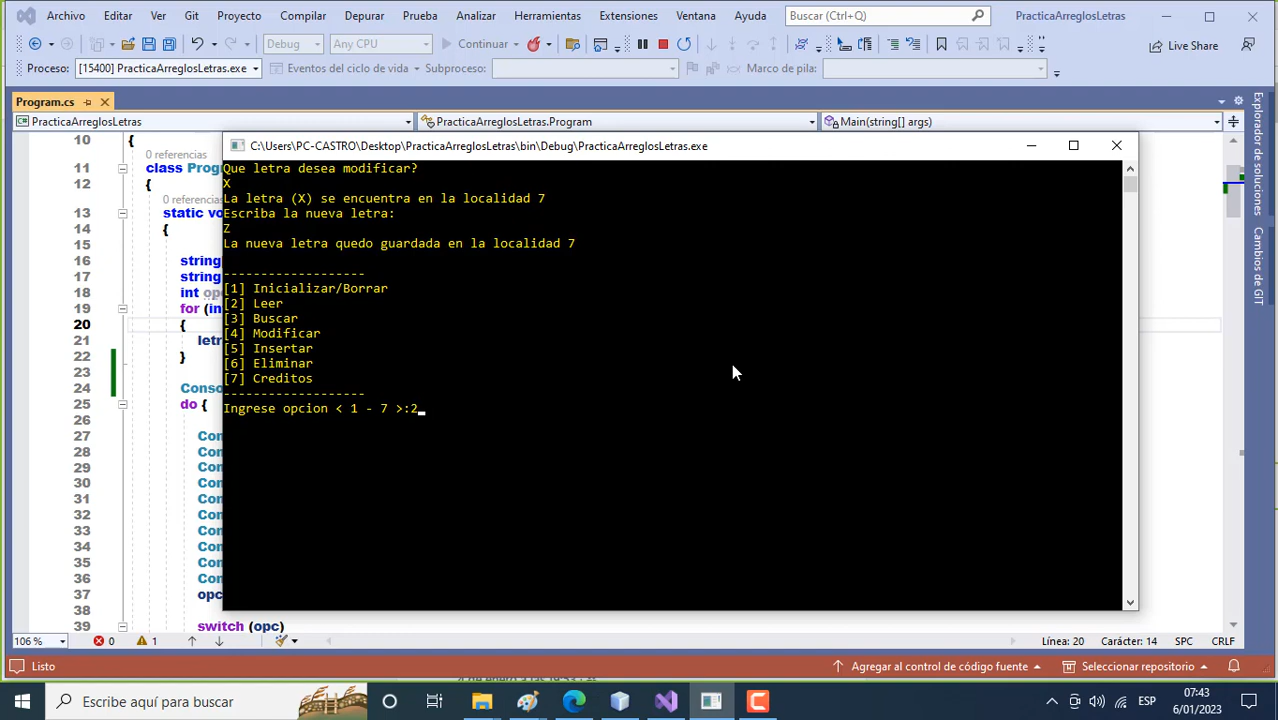 Archivo Editar Ver Git Proyecto Compilar Depurar Prueba Analizar Herramientas Extensiones Ventana Ayuda Buscar (Ctrl+Q) PracticaArreglosLetras
Debug Any CPU Continuar Live Share
Proceso: [15400] PracticaArreglosLetras.exe Eventos del ciclo de vida Subproceso: Marco de pila:
Program.cs
PracticaArreglosLetras PracticaArreglosLetras.Program Main(string[] args)
10 {
0 referencias
11 class Progr
12 {
0 referencias
13 static vo
14 {
15
16 string
17 string
18 int opc
19 for (in
20 {
21 letr
22 }
23
24 Conso
25 do {
26
27 Con
28 Con
29 Con
30 Con
31 Con
32 Con
33 Con
34 Con
35 Con
36 Con
37 opc
38
39 switch (opc)
C:\Users\PC-CASTRO\Desktop\PracticaArreglosLetras\bin\Debug\PracticaArreglosLetras.exe
Que letra desea modificar?
X
La letra (X) se encuentra en la localidad 7
Escriba la nueva letra:
Z
La nueva letra quedo guardada en la localidad 7
-------------------
[1] Inicializar/Borrar
[2] Leer
[3] Buscar
[4] Modificar
[5] Insertar
[6] Eliminar
[7] Creditos
-------------------
Ingrese opcion < 1 - 7 >:2
Explorador de soluciones
Cambios de GIT
106 % 0 1 Línea: 20 Carácter: 14 SPC CRLF
Listo Agregar al control de código fuente Seleccionar repositorio
Escribe aquí para buscar ESP 07:43
6/01/2023